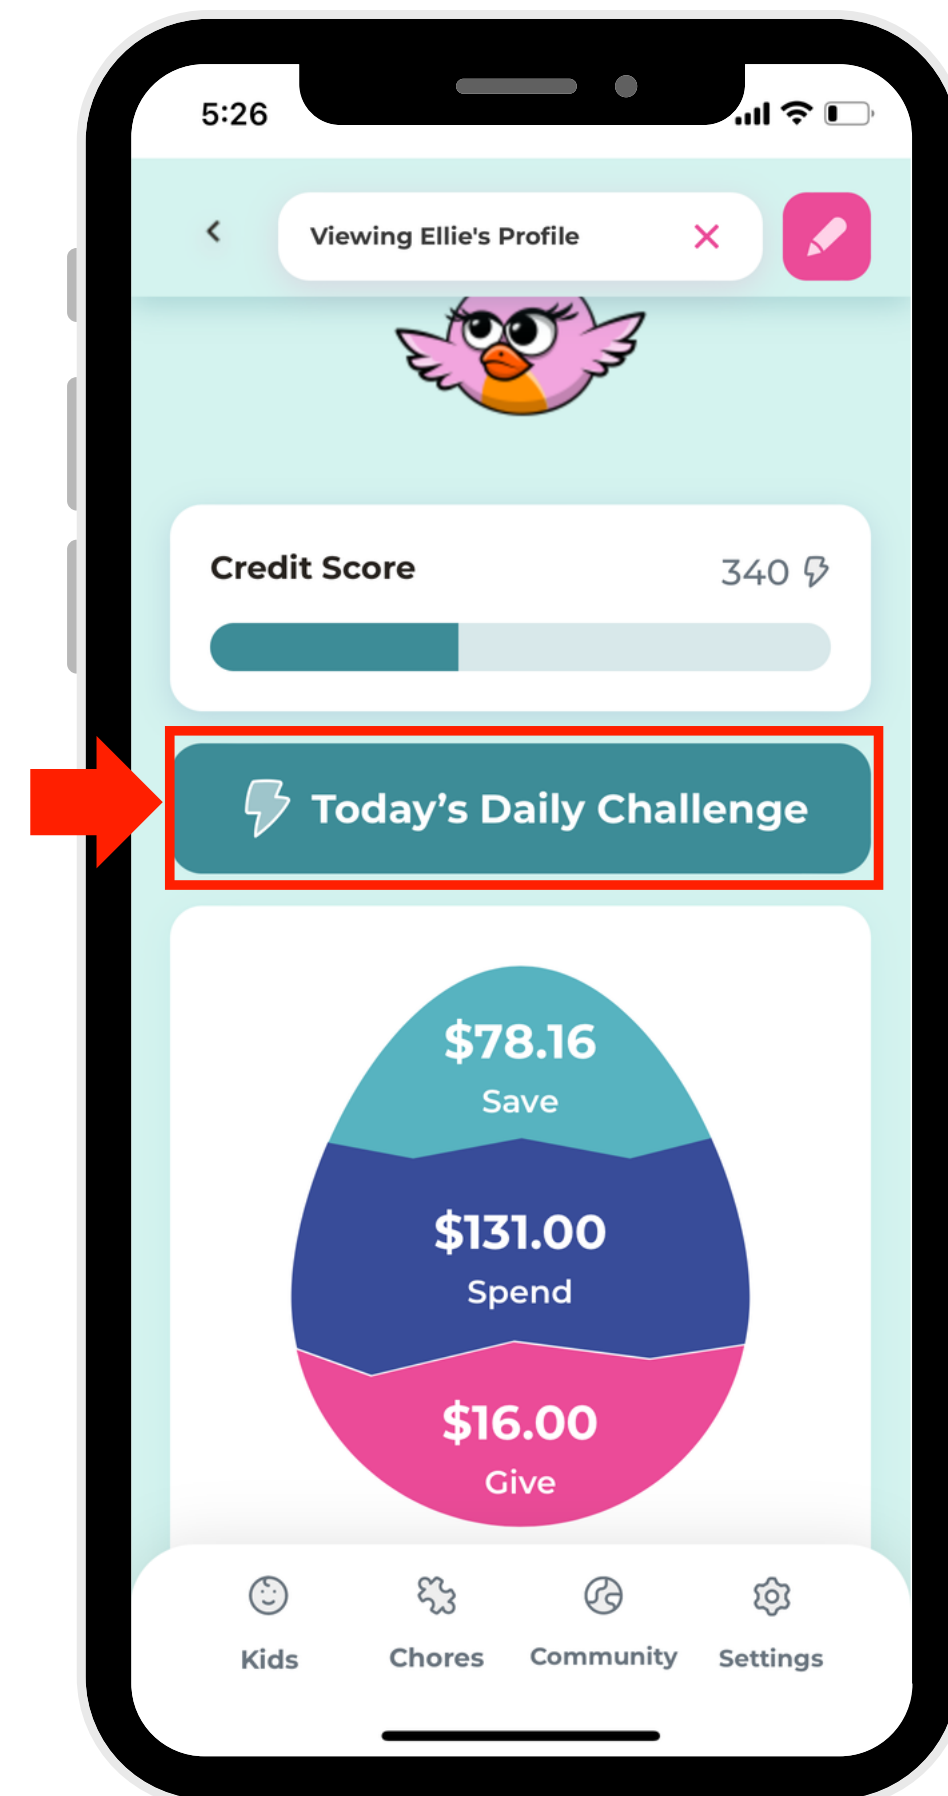 5:26
Viewing Ellie's Profile
Credit Score
340
Today's Daily Challenge
$78.16
Save
$131.00
Spend
$16.00
Give
Kids
Chores
Community
Settings